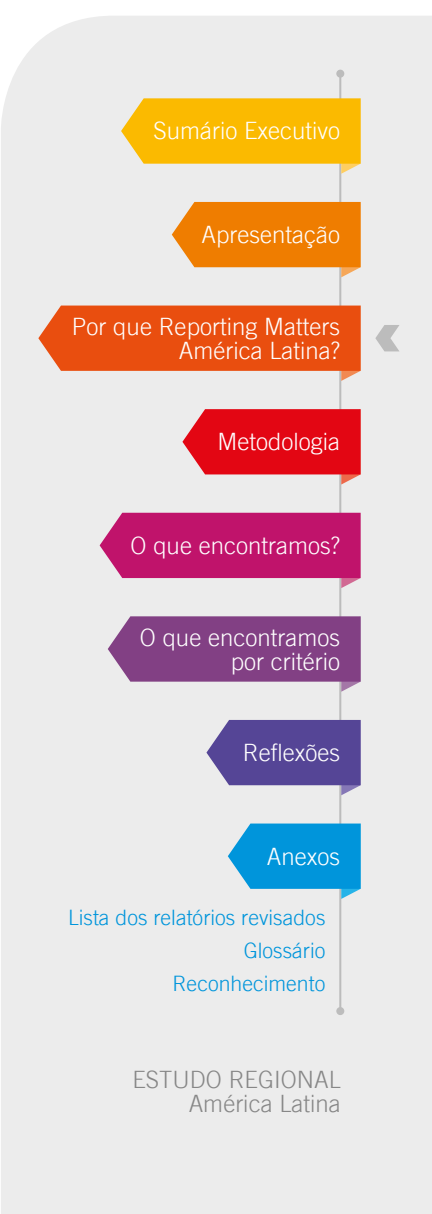 Sumário Executivo
Apresentação
Por que Reporting Matters
América Latina?
Metodologia
O que encontramos?
O que encontramos
por critério
Reflexões
Anexos
Lista dos relatórios revisados
Glossário
Reconhecimento
ESTUDO REGIONAL
América Latina